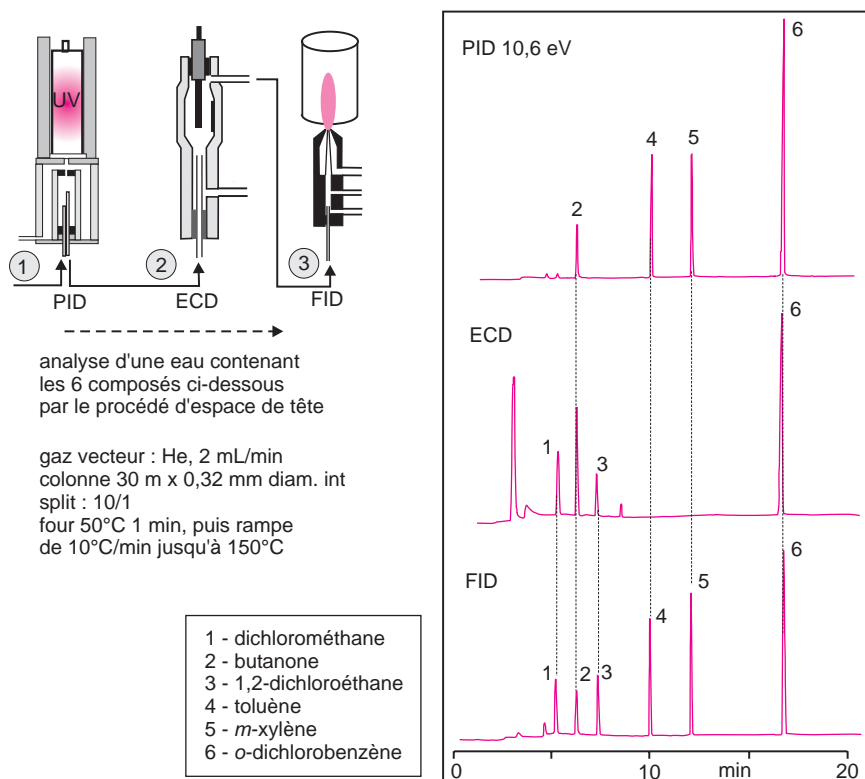 UV
1
2
3
PID
ECD
FID
analyse d'une eau contenant
les 6 composés ci-dessous
par le procédé d'espace de tête
gaz vecteur : He, 2 mL/min
colonne 30 m x 0,32 mm diam. int
split : 10/1
four 50°C 1 min, puis rampe
de 10°C/min jusqu'à 150°C
1 - dichlorométhane
2 - butanone
3 - 1,2-dichloroéthane
4 - toluène
5 - m-xylène
6 - o-dichlorobenzène
PID 10,6 eV
6
4
5
2
ECD
6
1
3
FID
6
5
4
1
2
3
0
10
min
20